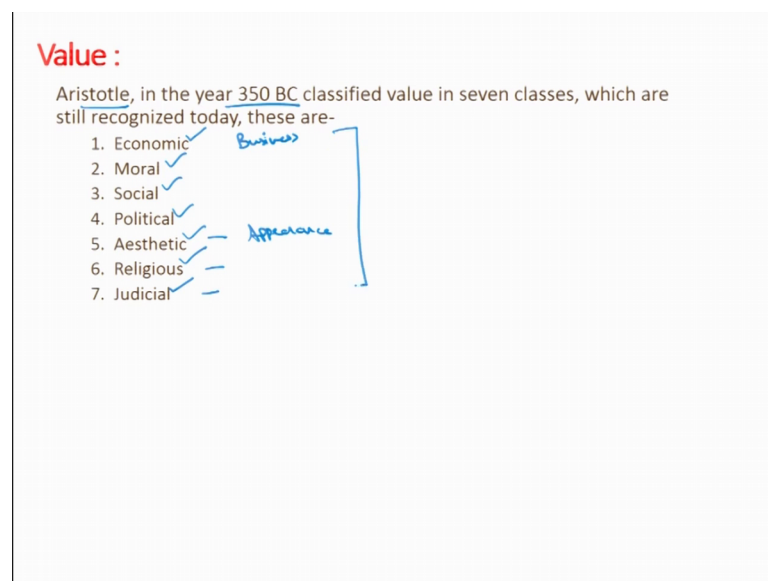 Value :
Aristotle, in the year 350 BC classified value in seven classes, which are
still recognized today, these are-
1. Economic Business
2. Moral
3. Social
4. Political
5. Aesthetic Appearance
6. Religious
7. Judicial